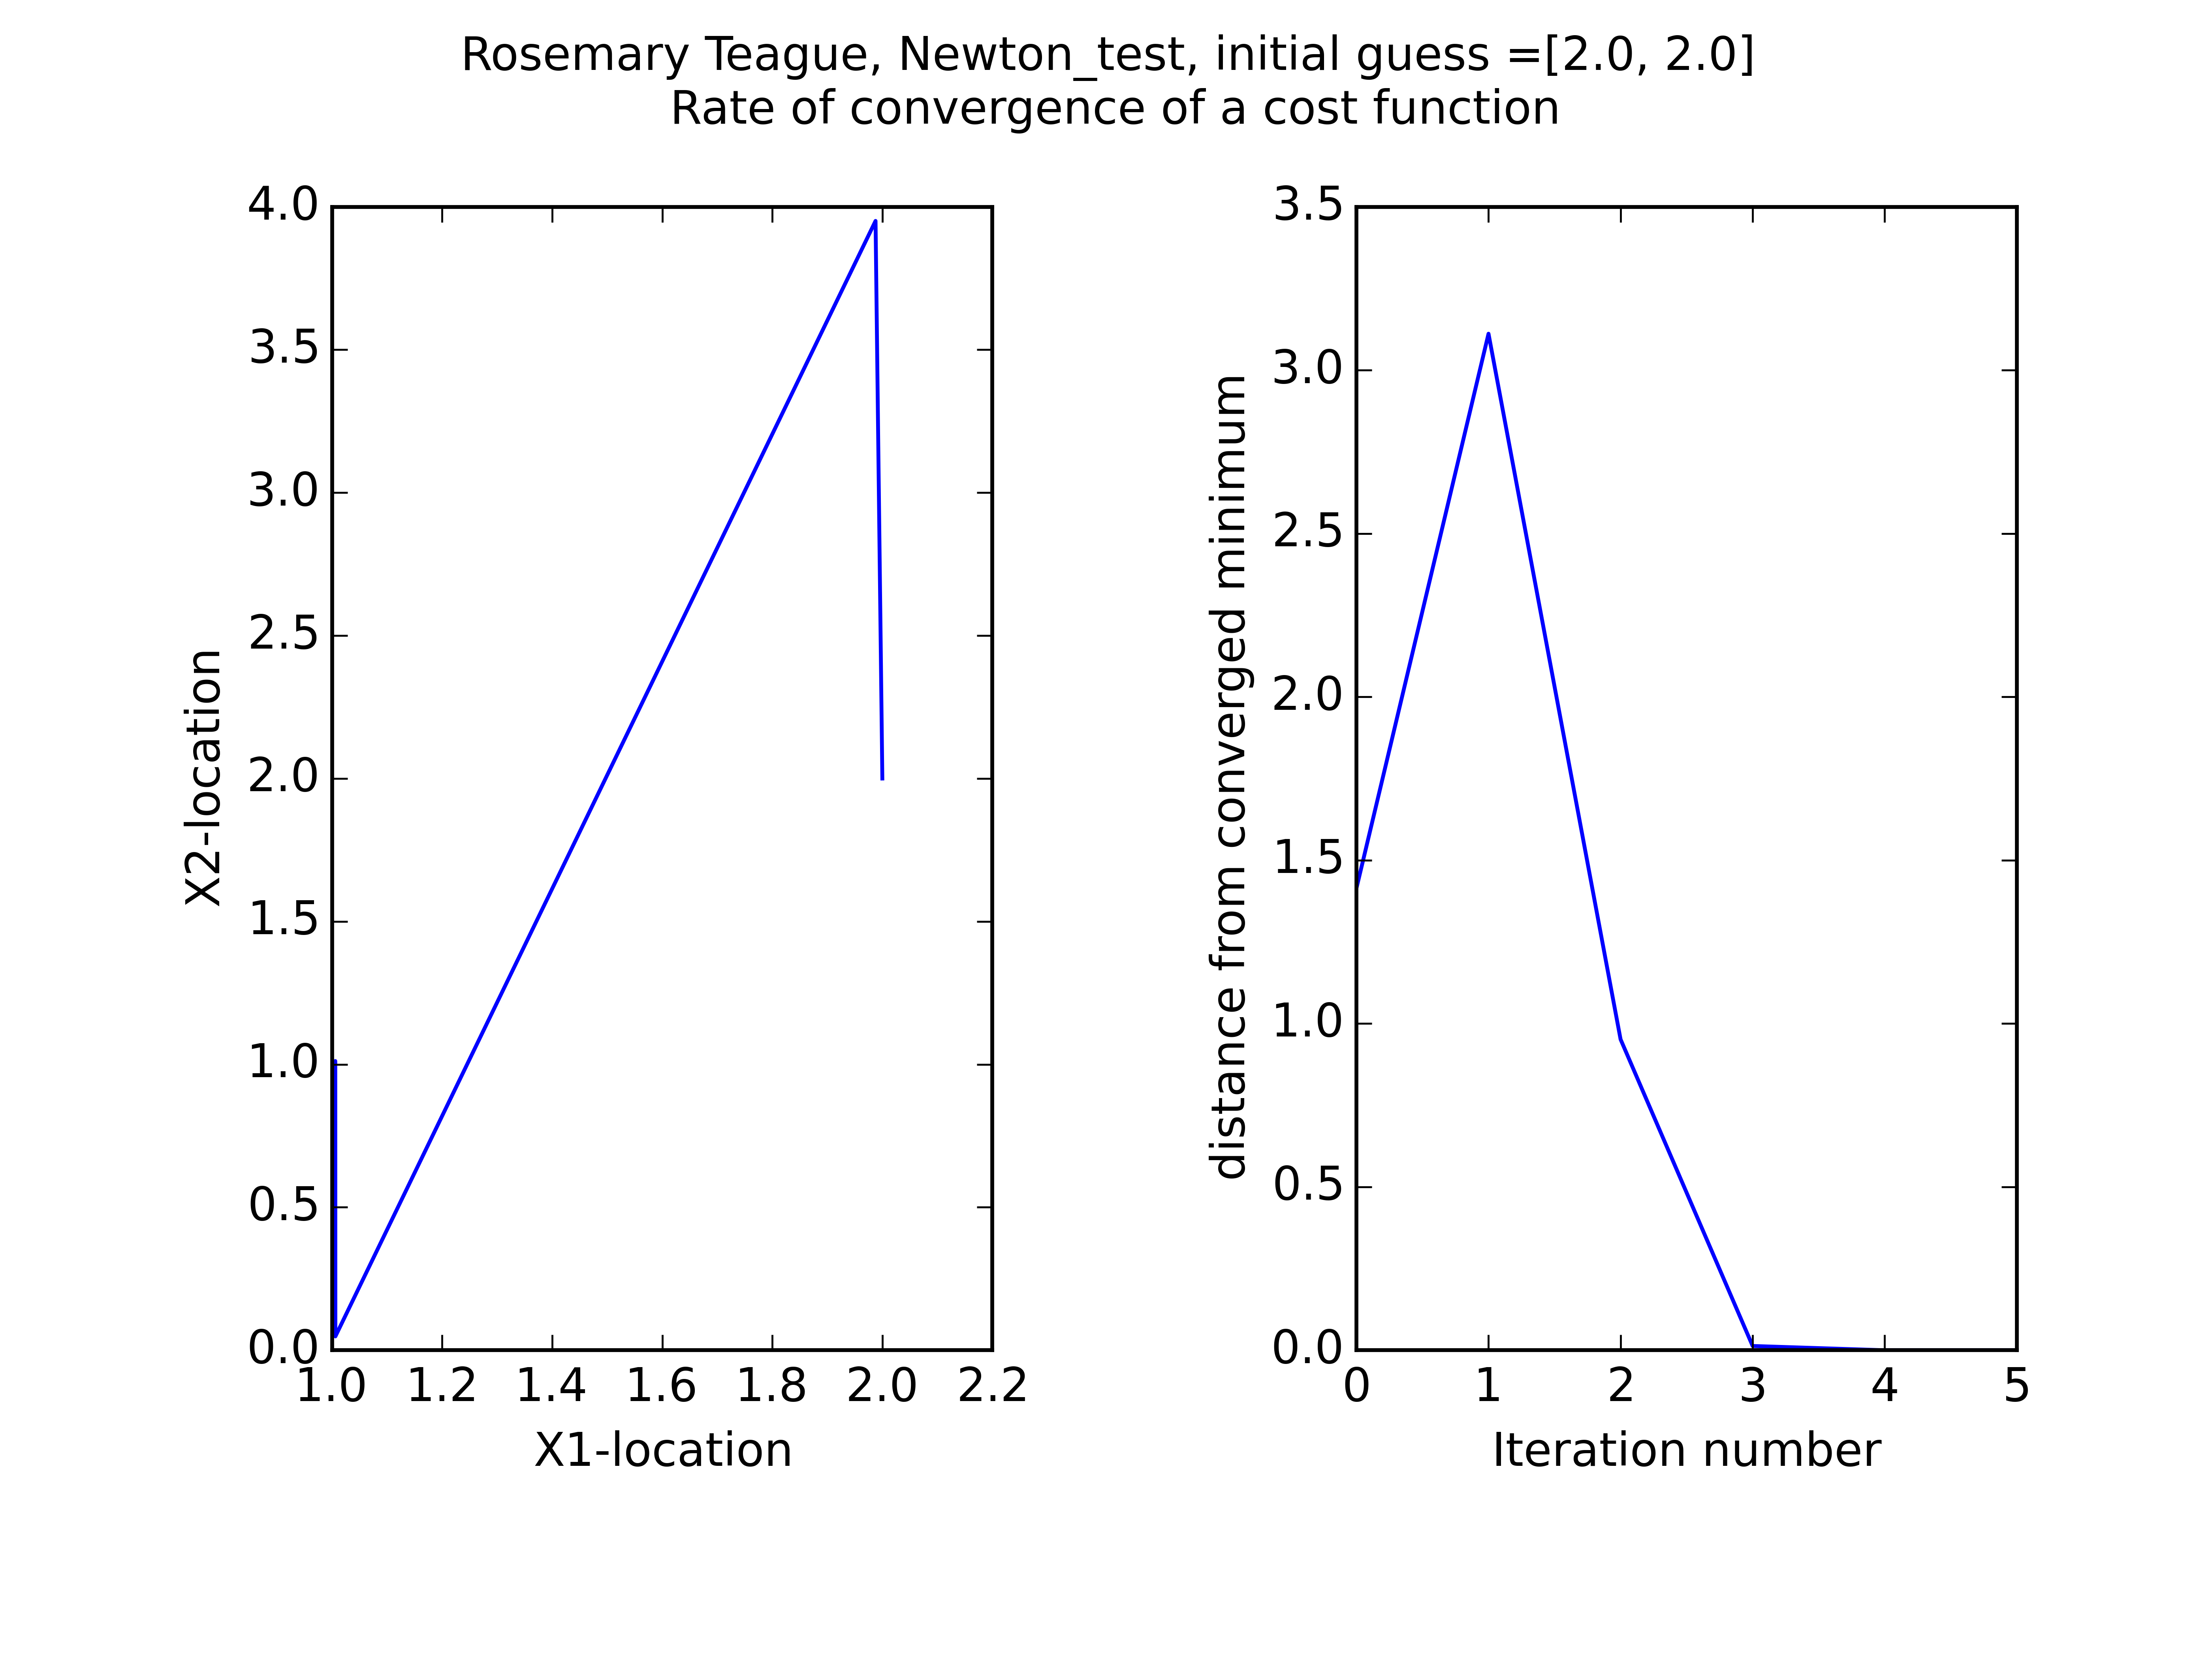 Rosemary Teague, Newton_test, initial guess =[2.0, 2.0]
Rate of convergence of a cost function
4.0
3.5
3.0
2.5
2.0
1.5
1.0
0.5
0.0
1.0 1.2 1.4 1.6 1.8 2.0 2.2
X1-location
X2-location
3.5
3.0
2.5
2.0
1.5
1.0
0.5
0.0
0 1 2 3 4 5
Iteration number
distance from converged minimum